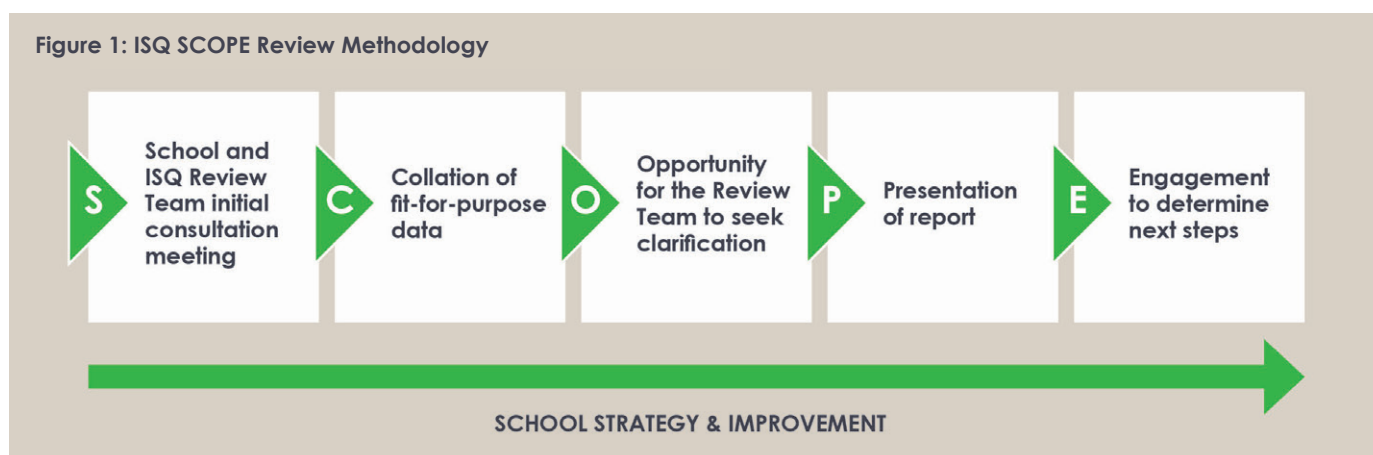 Figure 1: ISQ SCOPE Review Methodology
S
School and
ISQ Review
Team initial
consultation
meeting
C
Collation of
fit-for-purpose
data
O
Opportunity
for the Review
Team to seek
clarification
P
Presentation
of report
E
Engagement
to determine
next steps
SCHOOL STRATEGY & IMPROVEMENT